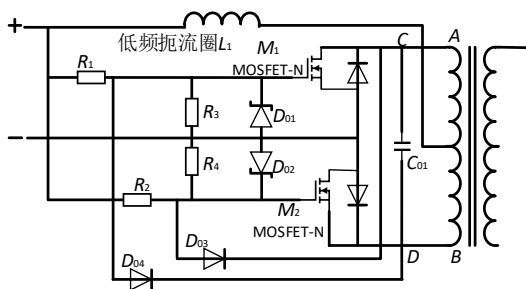 +
低频扼流圈L₁
M₁
C
A
R₁
MOSFET-N
R₃
D₀₁
−
R₄
D₀₂
C₀₁
R₂
M₂
MOSFET-N
D₀₃
D
B
D₀₄